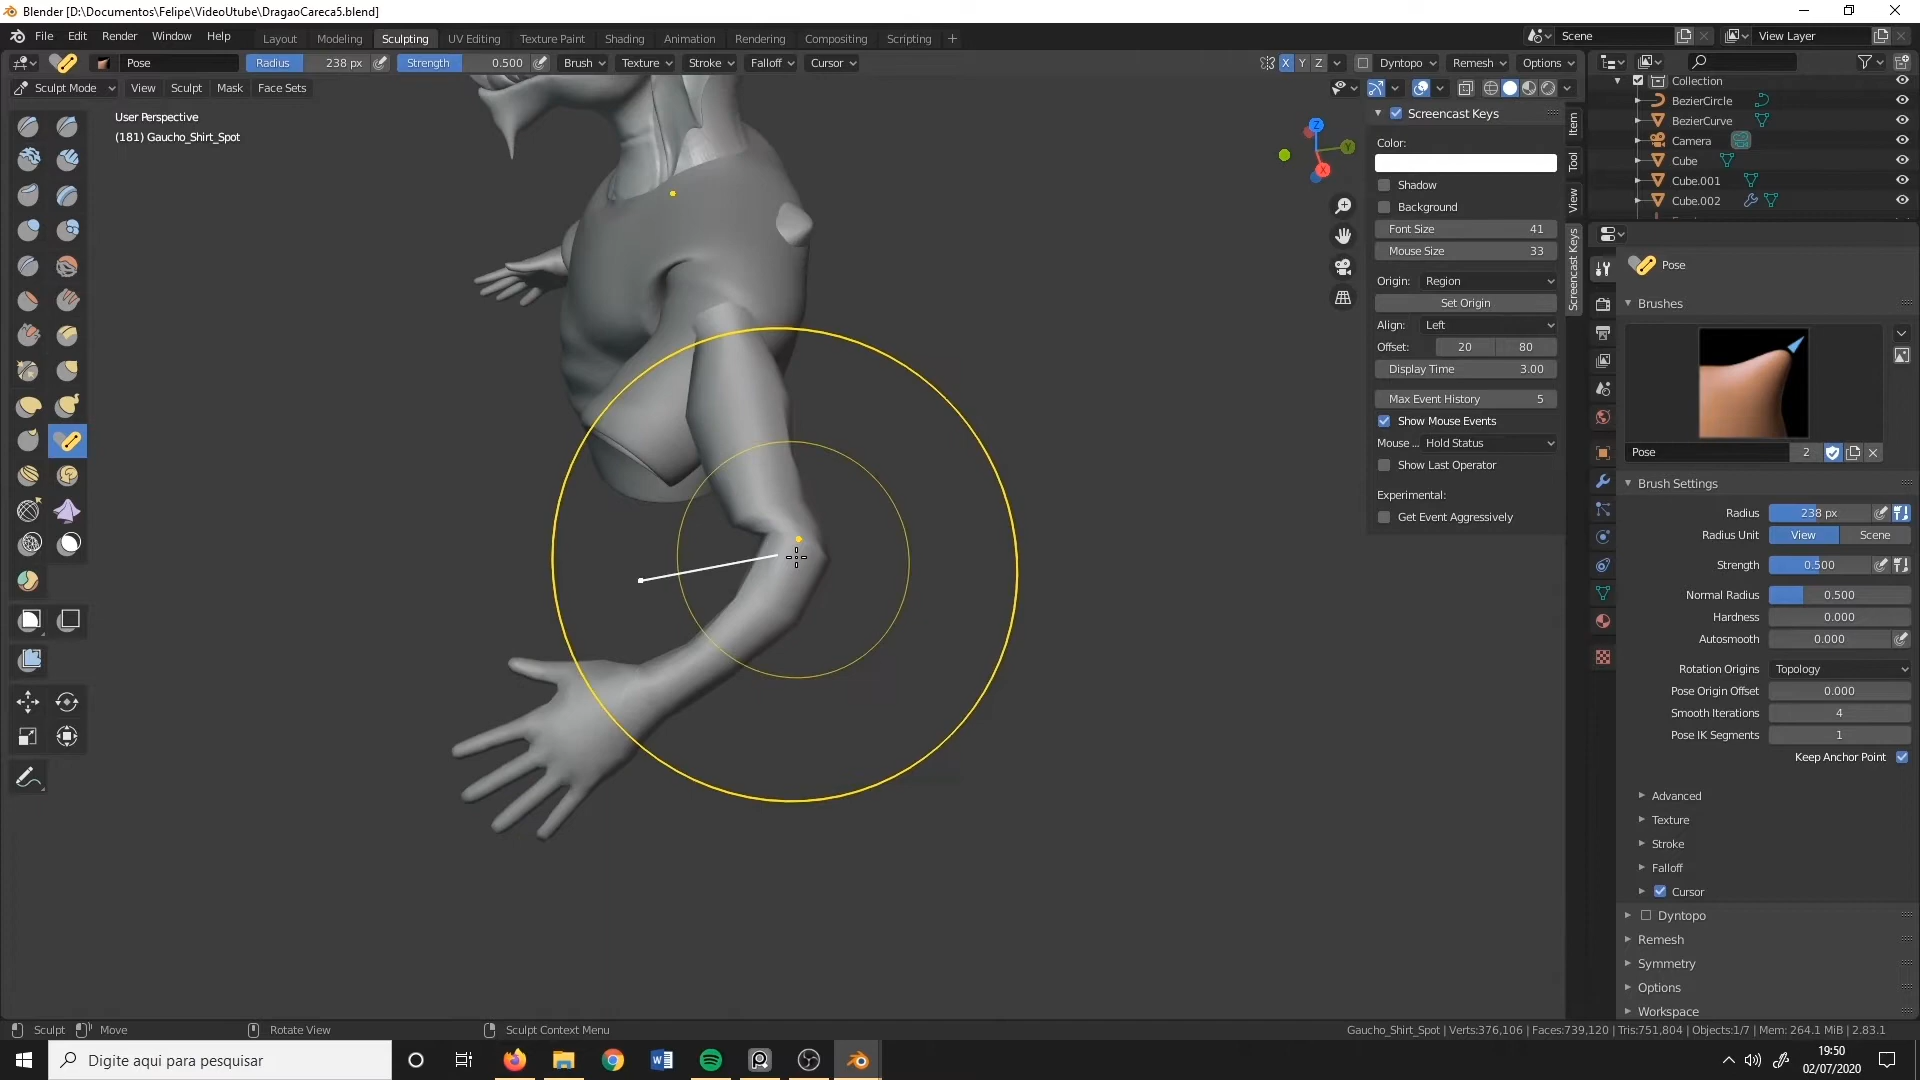 Blender [D:\Documentos\Felipe\VideoUtube\DragaoCareca5.blend]
File Edit Render Window Help
Layout Modeling Sculpting UV Editing Texture Paint Shading Animation Rendering Compositing Scripting +
Scene
View Layer
Pose
Radius 238 px
Strength 0.500
Brush Texture Stroke Falloff Cursor
X Y Z
Dyntopo Remesh Options
Sculpt Mode View Sculpt Mask Face Sets
User Perspective
(181) Gaucho_Shirt_Spot
Z
Y
X
Screencast Keys
Color:
Shadow
Background
Font Size 41
Mouse Size 33
Origin: Region
Set Origin
Align: Left
Offset: 20 80
Display Time 3.00
Max Event History 5
Show Mouse Events
Mouse ... Hold Status
Show Last Operator
Experimental:
Get Event Aggressively
Item
Tool
View
Screencast Keys
Collection
BezierCircle
BezierCurve
Camera
Cube
Cube.001
Cube.002
Pose
Brushes
Pose 2
Brush Settings
Radius 238 px
Radius Unit View Scene
Strength 0.500
Normal Radius 0.500
Hardness 0.000
Autosmooth 0.000
Rotation Origins Topology
Pose Origin Offset 0.000
Smooth Iterations 4
Pose IK Segments 1
Keep Anchor Point
Advanced
Texture
Stroke
Falloff
Cursor
Dyntopo
Remesh
Symmetry
Options
Workspace
Sculpt Move Rotate View Sculpt Context Menu
Gaucho_Shirt_Spot | Verts:376,106 | Faces:739,120 | Tris:751,804 | Objects:1/7 | Mem: 264.1 MiB | 2.83.1
Digite aqui para pesquisar
19:50
02/07/2020